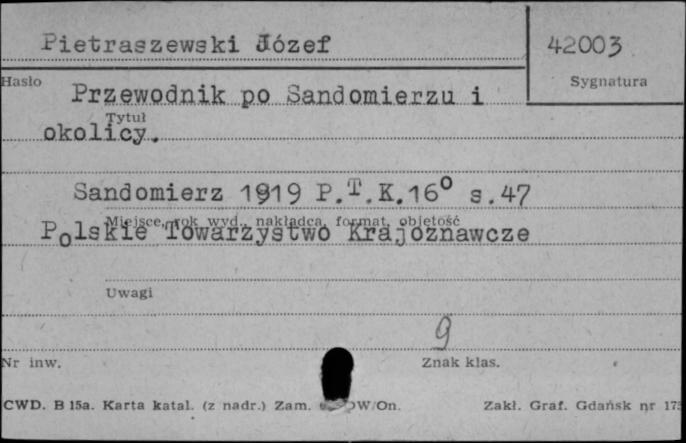 Pietraszewski Józef
42003
Hasło
Sygnatura
Przewodnik po Sandomierzu i
Tytuł
okolicy.
Sandomierz 1919 P.T.K.16° s.47
Miejsce, rok wyd., nakładca, format, objętość
Polskie Towarzystwo Krajoznawcze
Uwagi
9
Nr inw.
Znak klas.
CWD. B 15a. Karta katal. (z nadr.) Zam. W/On.
Zakł. Graf. Gdańsk nr